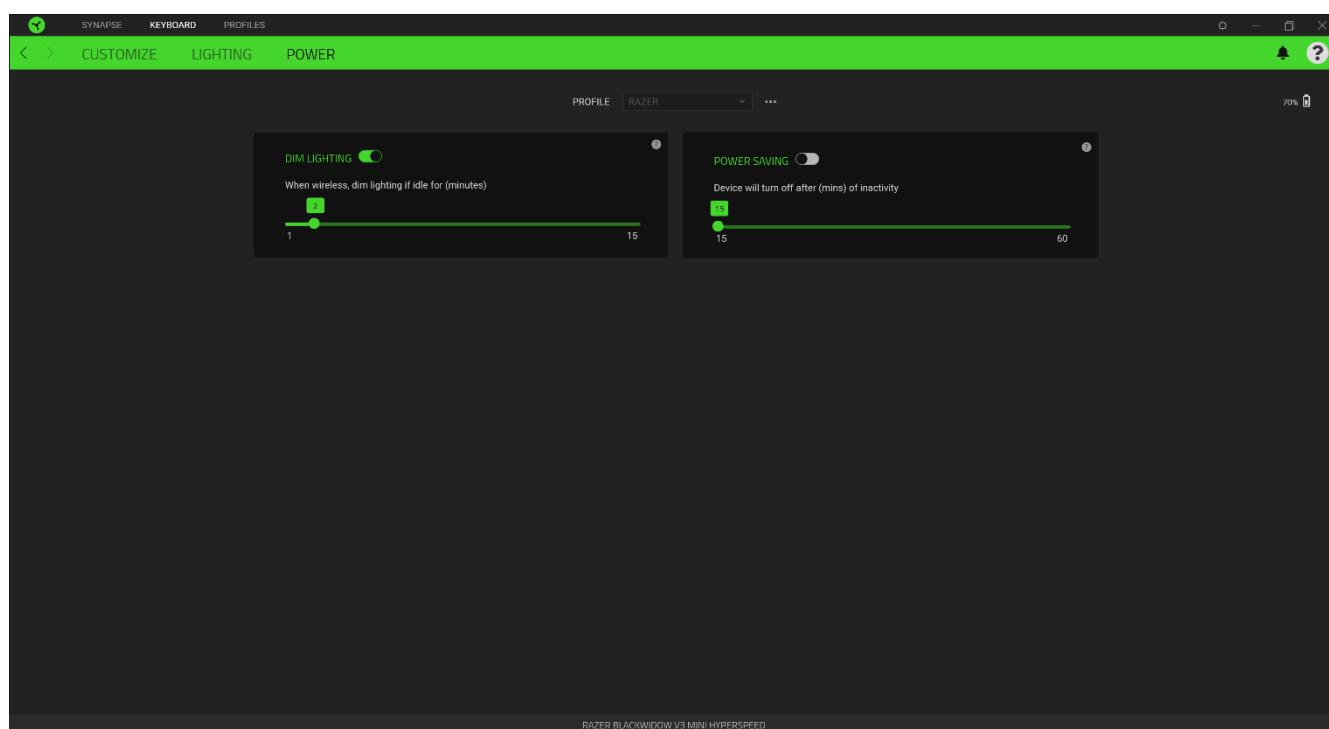 SYNAPSE KEYBOARD PROFILES
CUSTOMIZE LIGHTING POWER
PROFILE RAZER
70%
DIM LIGHTING
When wireless, dim lighting if idle for (minutes)
2
1 15
POWER SAVING
Device will turn off after (mins) of inactivity
15
15 60
RAZER BLACKWIDOW V3 MINI HYPERSPEED